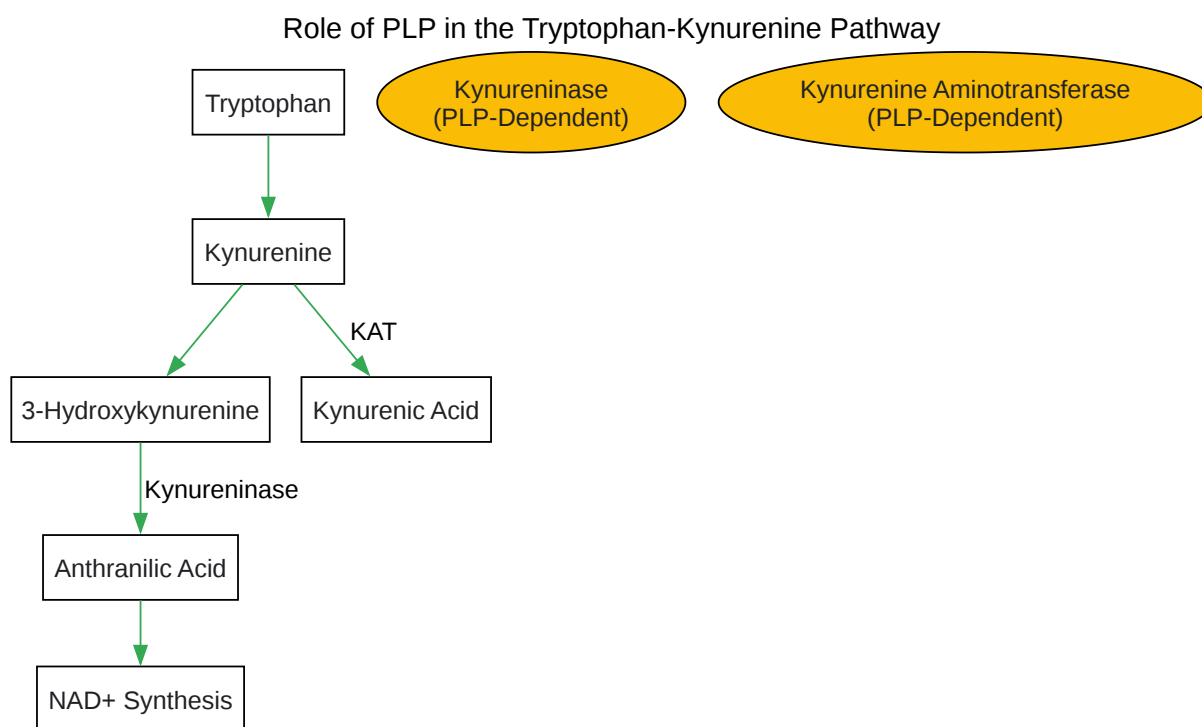 Role of PLP in the Tryptophan-Kynurenine Pathway
Tryptophan
Kynureninase
(PLP-Dependent)
Kynurenine Aminotransferase
(PLP-Dependent)
Kynurenine
KAT
3-Hydroxykynurenine
Kynurenic Acid
Kynureninase
Anthranilic Acid
NAD+ Synthesis